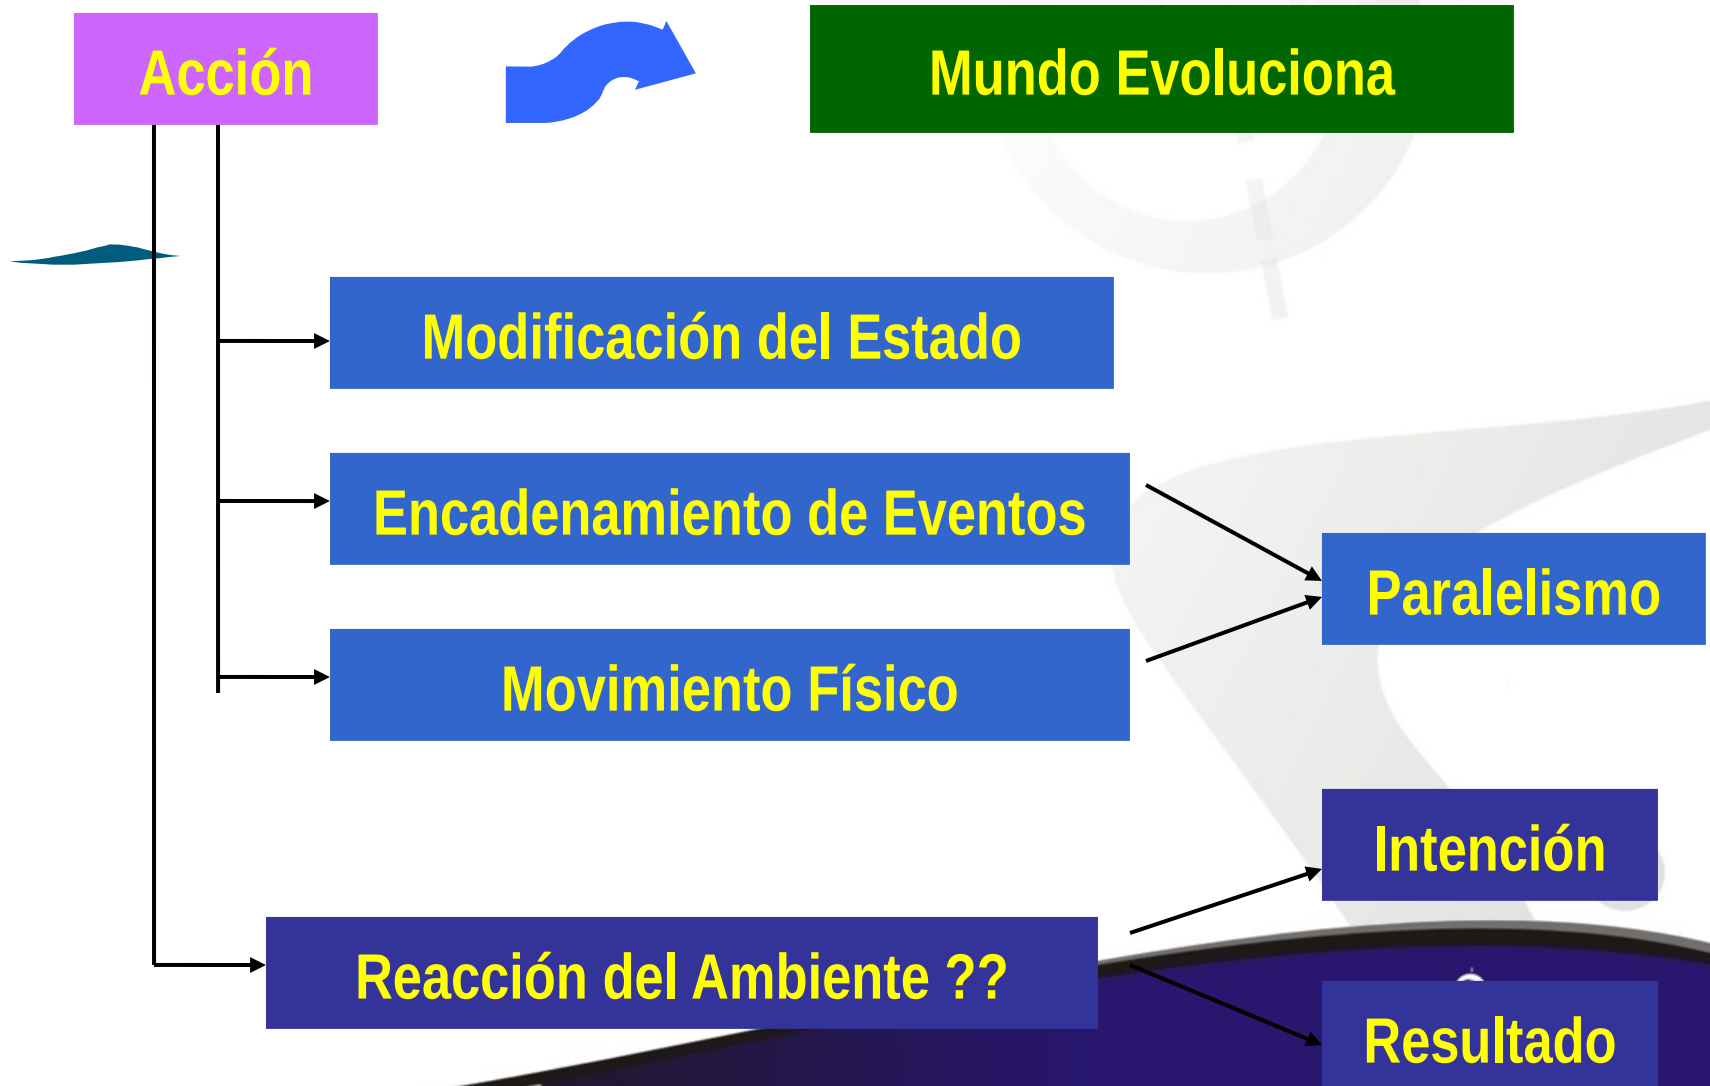 Acción
Mundo Evoluciona
Modificación del Estado
Encadenamiento de Eventos
Paralelismo
Movimiento Físico
Intención
Reacción del Ambiente ??
Resultado